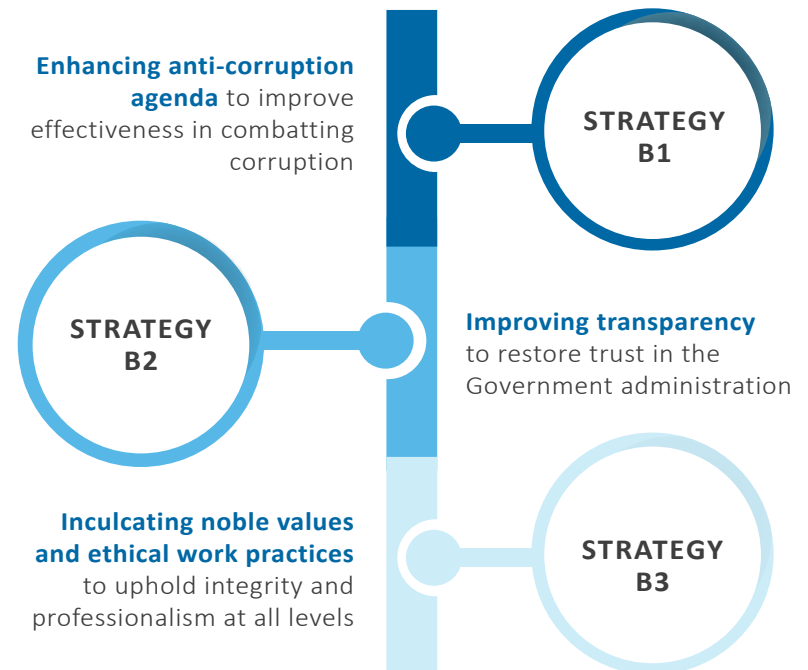 Enhancing anti-corruption
agenda to improve
effectiveness in combatting
corruption
STRATEGY
B1
STRATEGY
B2
Improving transparency
to restore trust in the
Government administration
Inculcating noble values
and ethical work practices
to uphold integrity and
professionalism at all levels
STRATEGY
B3